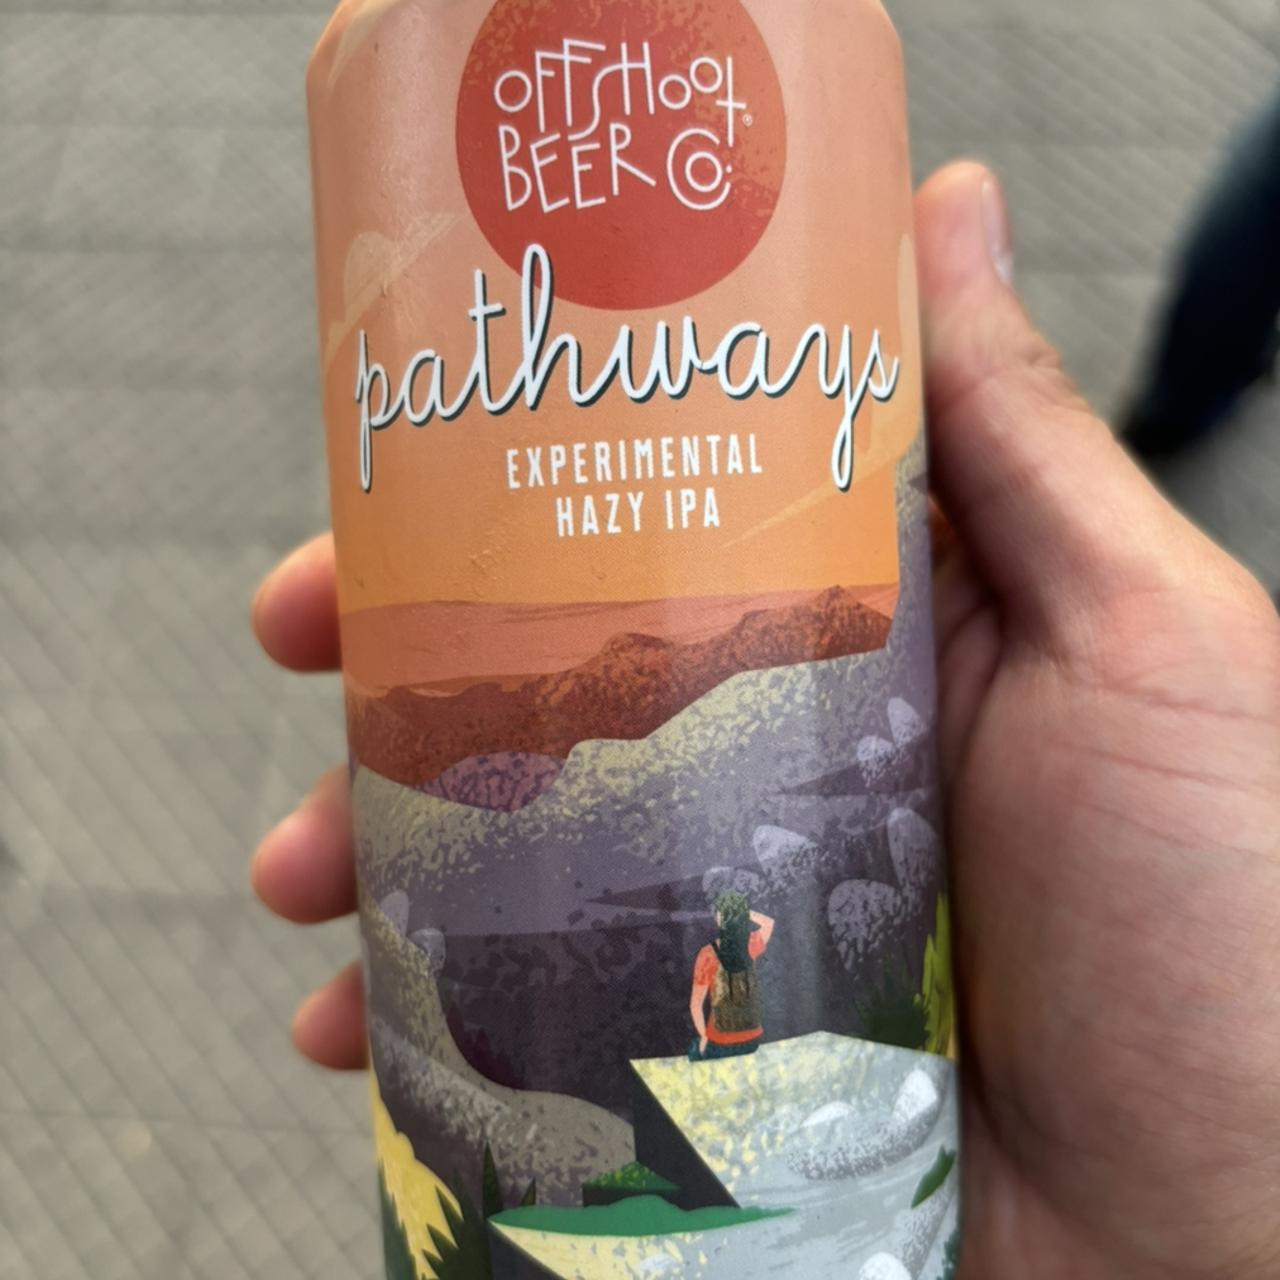 OFFSHOOT®
BEER Co.
pathways
EXPERIMENTAL
HAZY IPA